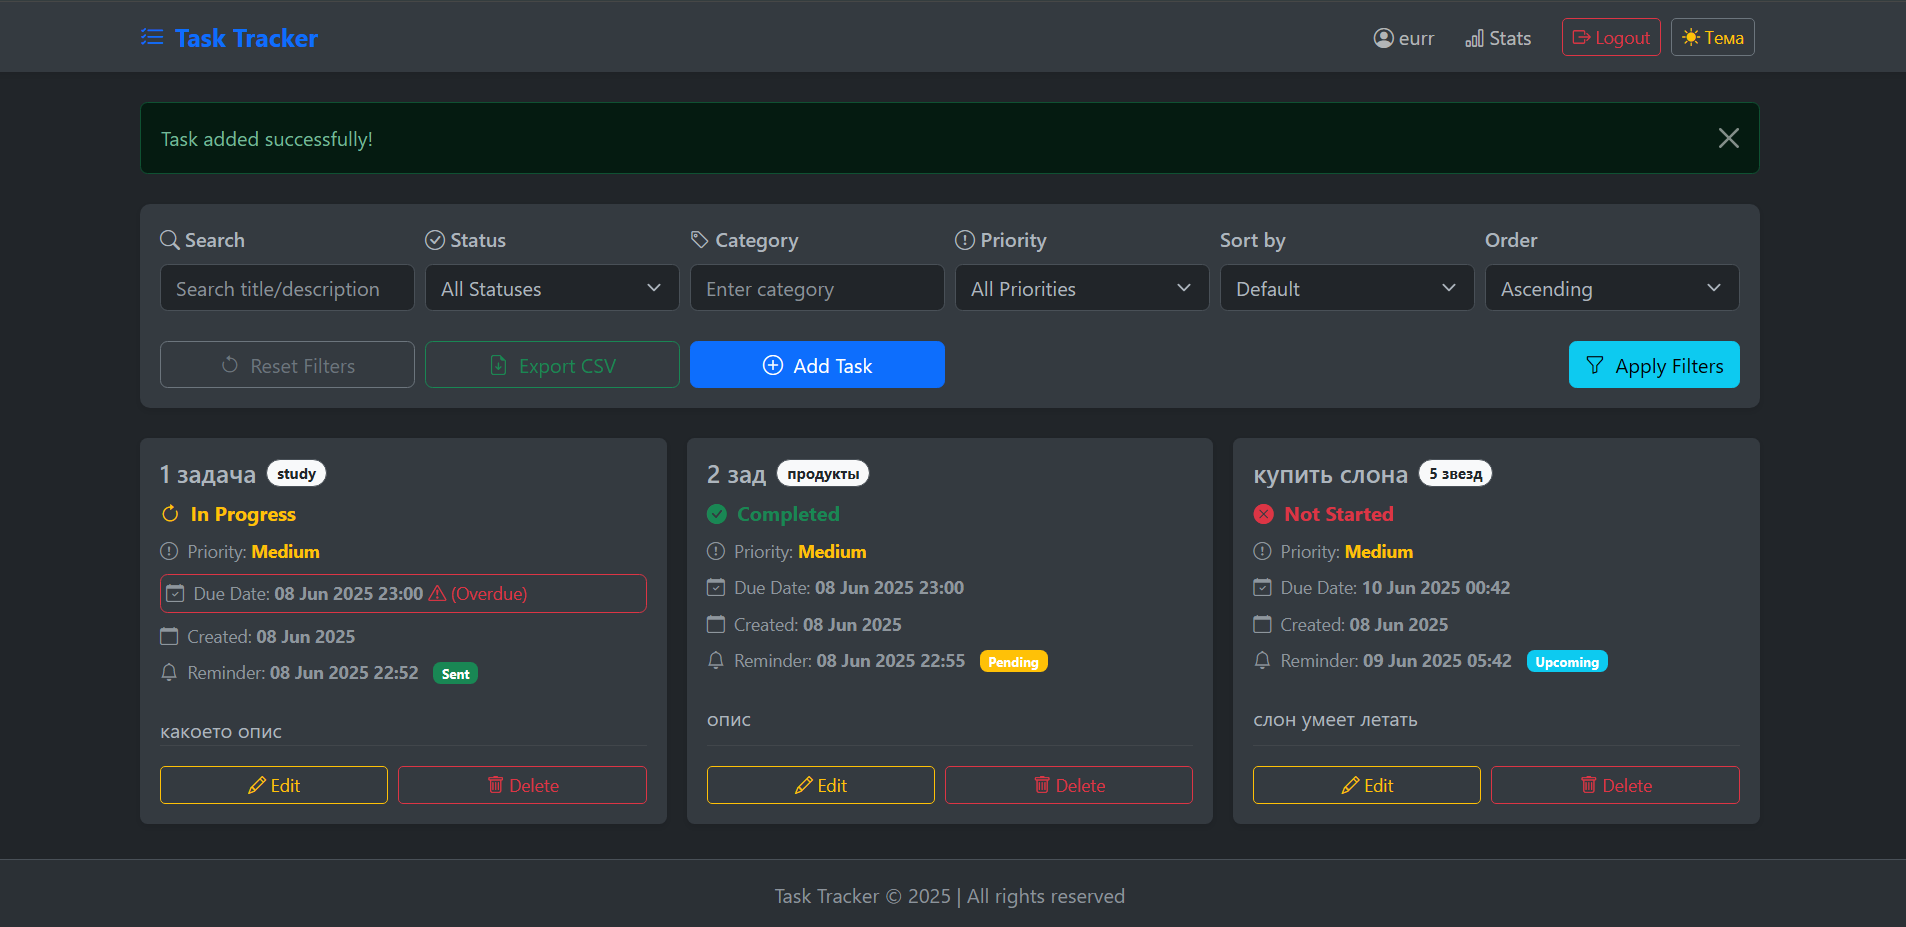 Task Tracker
eurr
Stats
Logout
Тема
Task added successfully!
Search
Status
Category
Priority
Sort by
Order
Search title/description
All Statuses
Enter category
All Priorities
Default
Ascending
Reset Filters
Export CSV
Add Task
Apply Filters
1 задача study
In Progress
Priority: Medium
Due Date: 08 Jun 2025 23:00 (Overdue)
Created: 08 Jun 2025
Reminder: 08 Jun 2025 22:52 Sent
какоето опис
Edit
Delete
2 зад продукты
Completed
Priority: Medium
Due Date: 08 Jun 2025 23:00
Created: 08 Jun 2025
Reminder: 08 Jun 2025 22:55 Pending
опис
Edit
Delete
купить слона 5 звезд
Not Started
Priority: Medium
Due Date: 10 Jun 2025 00:42
Created: 08 Jun 2025
Reminder: 09 Jun 2025 05:42 Upcoming
слон умеет летать
Edit
Delete
Task Tracker © 2025 | All rights reserved